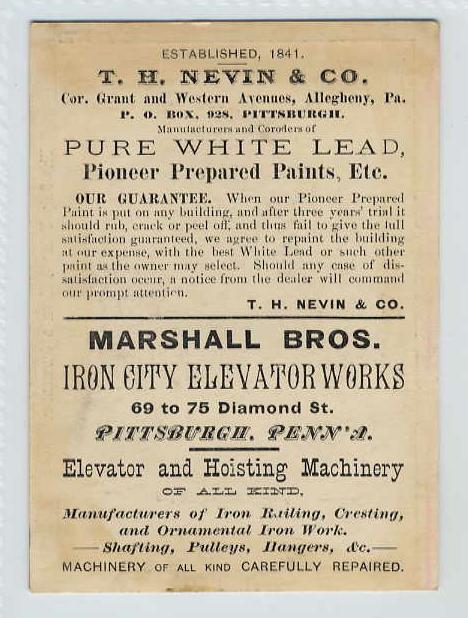 ESTABLISHED, 1841.
T. H. NEVIN & CO.
Cor. Grant and Western Avenues, Allegheny, Pa.
P. O. BOX, 928, PITTSBURGH.
Manufacturers and Coroders of
PURE WHITE LEAD,
Pioneer Prepared Paints, Etc.
OUR GUARANTEE. When our Pioneer Prepared
Paint is put on any building, and after three years' trial it
should rub, crack or peel off, and thus fail to give the full
satisfaction guaranteed, we agree to repaint the building
at our expense, with the best White Lead or such other
paint as the owner may select. Should any case of dis-
satisfaction occur, a notice from the dealer will command
our prompt attention.
T. H. NEVIN & CO.
MARSHALL BROS.
IRON CITY ELEVATOR WORKS
69 to 75 Diamond St.
PITTSBURGH, PENN'A.
Elevator and Hoisting Machinery
OF ALL KIND,
Manufacturers of Iron Railing, Cresting,
and Ornamental Iron Work.
— Shafting, Pulleys, Hangers, &c. —
MACHINERY OF ALL KIND CAREFULLY REPAIRED.